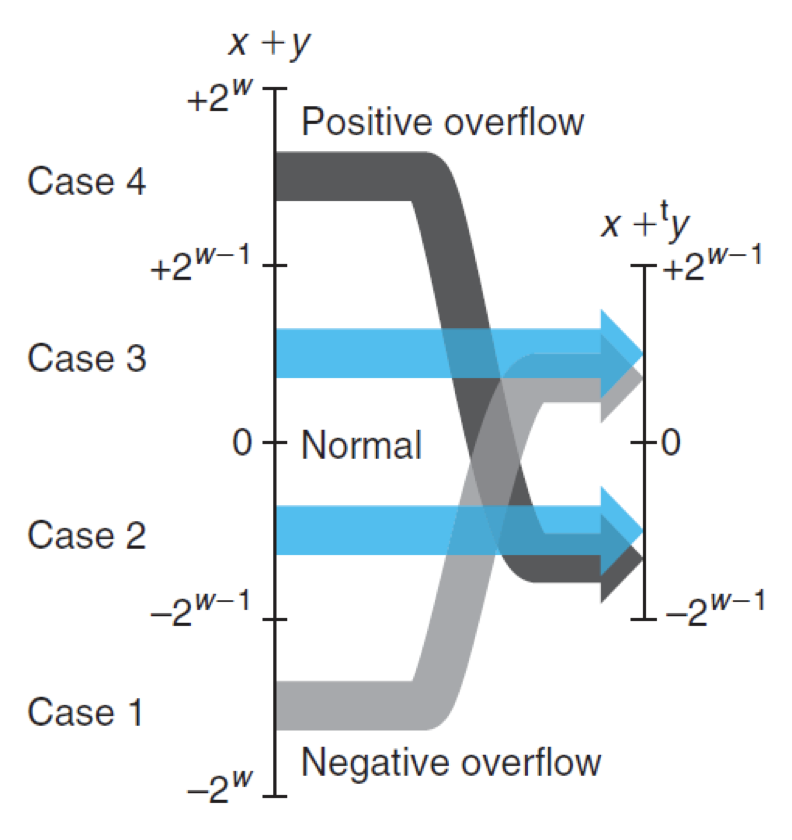 x + y
+2^w
Positive overflow
Case 4
x +^t y
+2^{w–1}
+2^{w–1}
Case 3
0
Normal
0
Case 2
–2^{w–1}
–2^{w–1}
Case 1
Negative overflow
–2^w